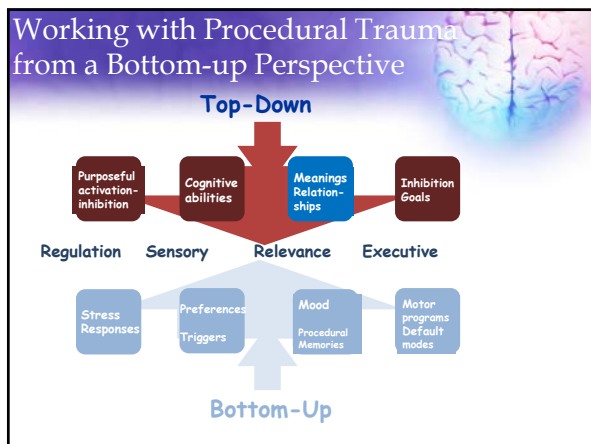 Working with Procedural Trauma
from a Bottom-up Perspective
Top-Down
Purposeful
activation-
inhibition
Cognitive
abilities
Meanings
Relation-
ships
Inhibition
Goals
Regulation Sensory Relevance Executive
Stress
Responses
Preferences
Triggers
Mood
Procedural
Memories
Motor
programs
Default
modes
Bottom-Up